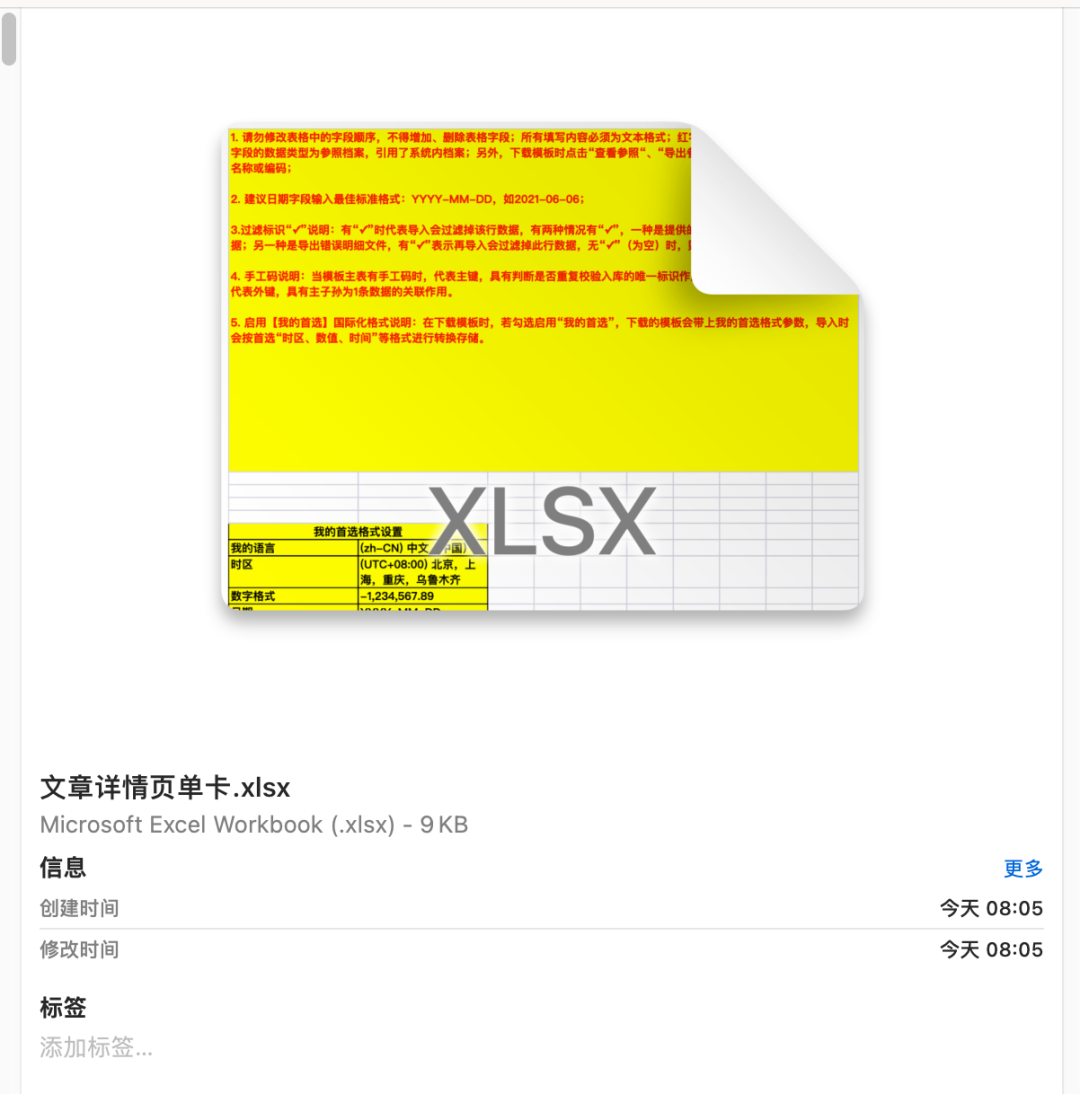 1. 请勿修改表格中的字段顺序，不得增加、删除表格字段；所有填写内容必须为文本格式；红
字段的数据类型为参照档案，引用了系统内档案；另外，下载模板时点击“查看参照“、“导出
名称或编码；
2. 建议日期字段输入最佳标准格式：YYYY-MM-DD，如2021-06-06；
3.过滤标识“✓”说明：有“✓”时代表导入会过滤掉该行数据，有两种情况有“✓”，一种是提供
据；另一种是导出错误明细文件，有“✓”表示再导入会过滤掉此行数据，无“✓”（为空）时，
4. 手工码说明：当模板主表有手工码时，代表主键，具有判断是否重复校验入库的唯一标识作
代表外键，具有主子孙为1条数据的关联作用。
5. 启用【我的首选】国际化格式说明：在下载模板时，若勾选启用“我的首选”，下载的模板会带上我的首选格式参数，导入时
会按首选“时区、数值、时间”等格式进行转换存储。
XLSX
我的首选格式设置
我的语言 (zh-CN) 中文 国)
时区 (UTC+08:00) 北京，上
海，重庆，乌鲁木齐
数字格式 -1,234,567.89
文章详情页单卡.xlsx
Microsoft Excel Workbook (.xlsx) - 9 KB
信息 更多
创建时间 今天 08:05
修改时间 今天 08:05
标签
添加标签...